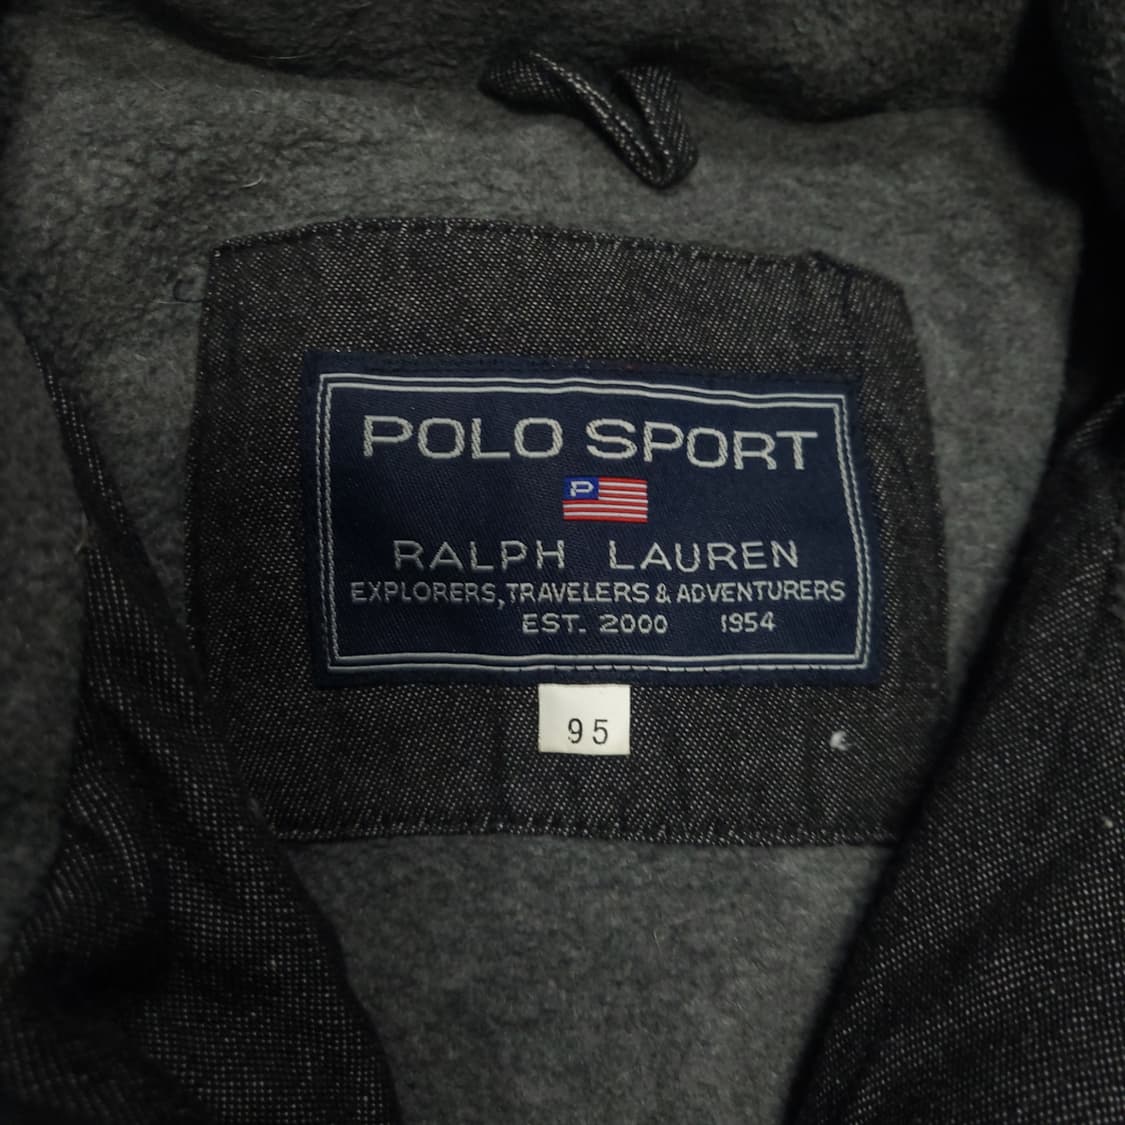 POLO SPORT
P
RALPH LAUREN
EXPLORERS, TRAVELERS & ADVENTURERS
EST. 2000 1954
95